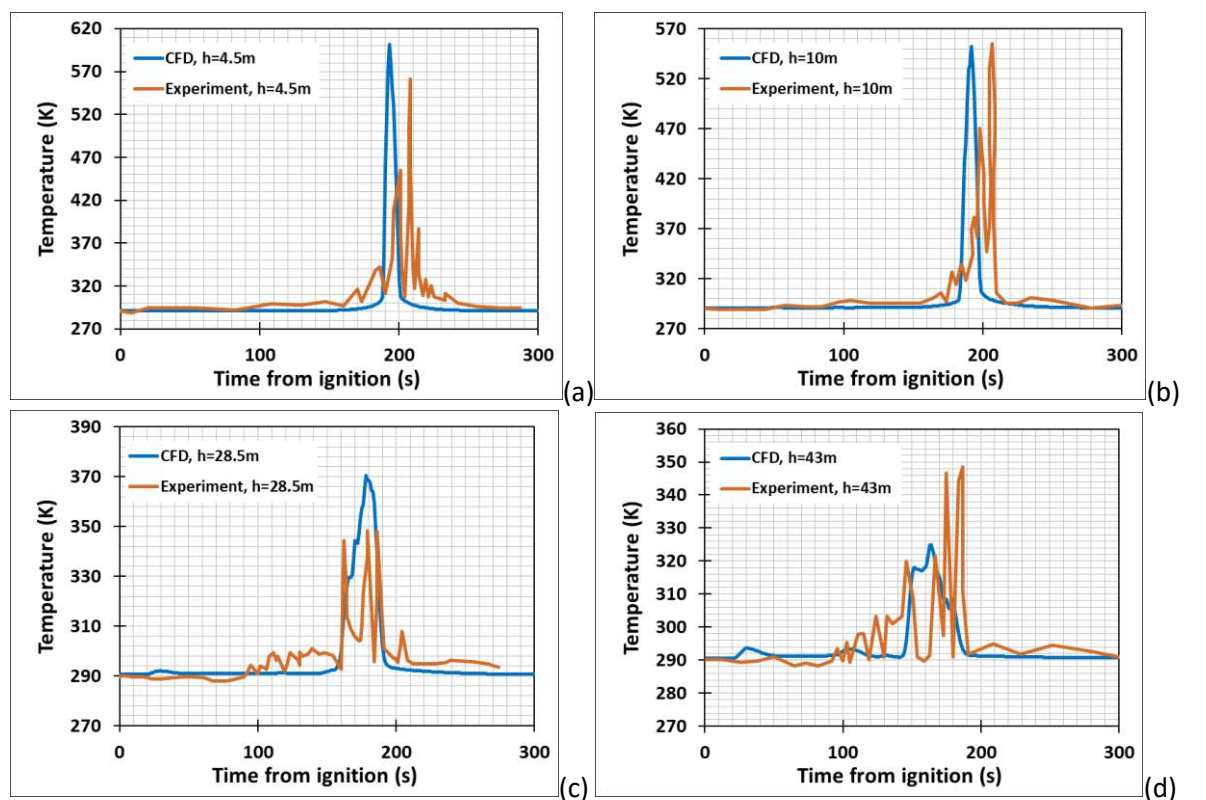 620
570
520
470
420
370
320
270
Temperature (K)
CFD, h=4.5m
Experiment, h=4.5m
0 100 200 300
Time from ignition (s)
(a)
570
520
470
420
370
320
270
Temperature (K)
CFD, h=10m
Experiment, h=10m
0 100 200 300
Time from ignition (s)
(b)
390
370
350
330
310
290
270
Temperature (K)
CFD, h=28.5m
Experiment, h=28.5m
0 100 200 300
Time from ignition (s)
(c)
360
350
340
330
320
310
300
290
280
270
Temperature (K)
CFD, h=43m
Experiment, h=43m
0 100 200 300
Time from ignition (s)
(d)